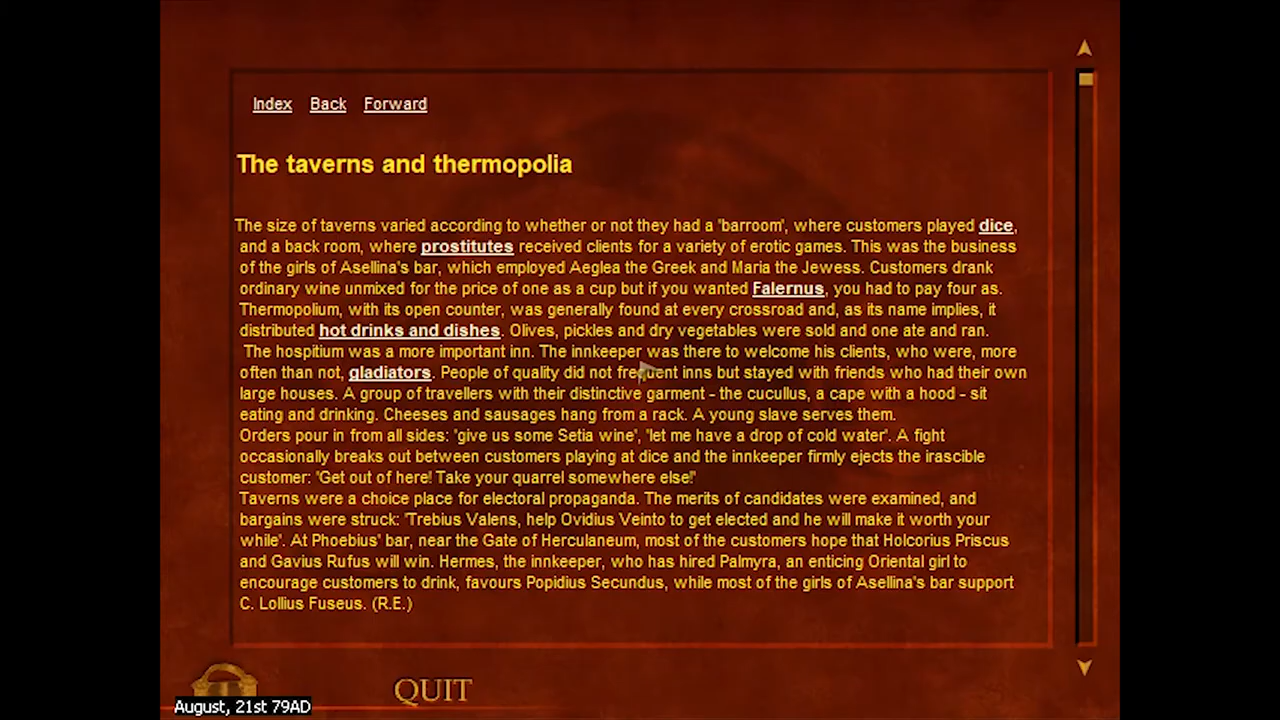 Index Back Forward
The taverns and thermopolia
The size of taverns varied according to whether or not they had a 'barroom', where customers played dice,
and a back room, where prostitutes received clients for a variety of erotic games. This was the business
of the girls of Asellina's bar, which employed Aeglea the Greek and Maria the Jewess. Customers drank
ordinary wine unmixed for the price of one as a cup but if you wanted Falernus, you had to pay four as.
Thermopolium, with its open counter, was generally found at every crossroad and, as its name implies, it
distributed hot drinks and dishes. Olives, pickles and dry vegetables were sold and one ate and ran.
The hospitium was a more important inn. The innkeeper was there to welcome his clients, who were, more
often than not, gladiators. People of quality did not frequent inns but stayed with friends who had their own
large houses. A group of travellers with their distinctive garment - the cucullus, a cape with a hood - sit
eating and drinking. Cheeses and sausages hang from a rack. A young slave serves them.
Orders pour in from all sides: 'give us some Setia wine', 'let me have a drop of cold water'. A fight
occasionally breaks out between customers playing at dice and the innkeeper firmly ejects the irascible
customer: 'Get out of here! Take your quarrel somewhere else!'
Taverns were a choice place for electoral propaganda. The merits of candidates were examined, and
bargains were struck: 'Trebius Valens, help Ovidius Veinto to get elected and he will make it worth your
while'. At Phoebius' bar, near the Gate of Herculaneum, most of the customers hope that Holcorius Priscus
and Gavius Rufus will win. Hermes, the innkeeper, who has hired Palmyra, an enticing Oriental girl to
encourage customers to drink, favours Popidius Secundus, while most of the girls of Asellina's bar support
C. Lollius Fuseus. (R.E.)
QUIT
August, 21st 79AD